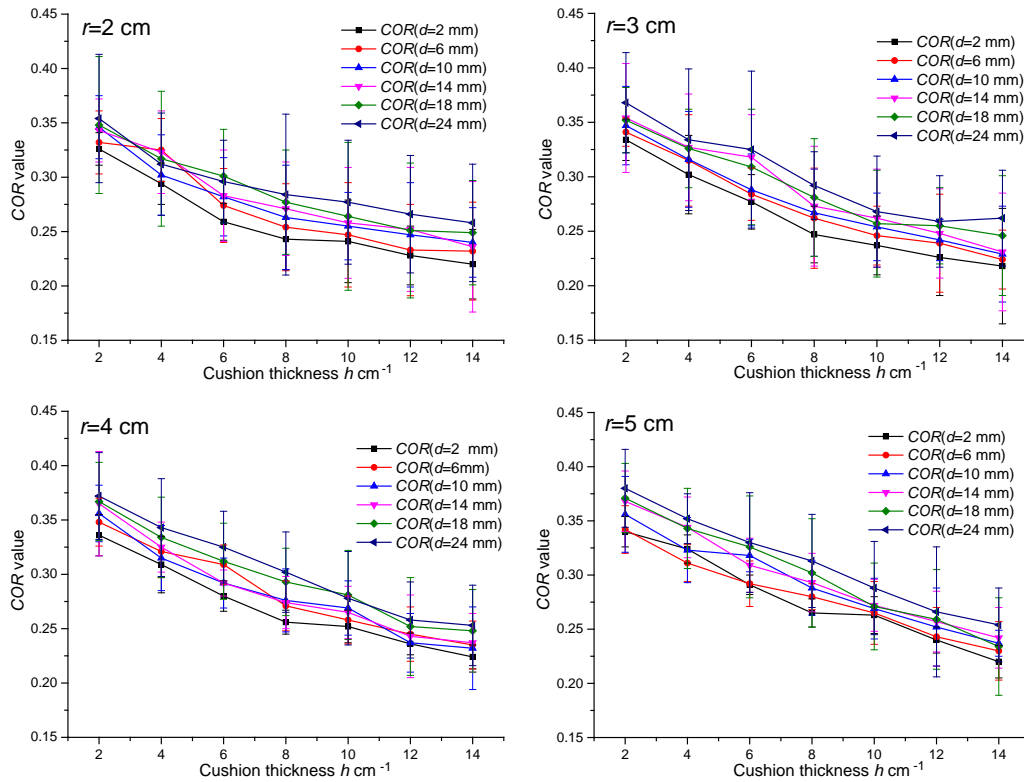 r=2 cm
COR(d=2 mm)
COR(d=6 mm)
COR(d=10 mm)
COR(d=14 mm)
COR(d=18 mm)
COR(d=24 mm)
0.45
0.40
0.35
0.30
0.25
0.20
0.15
COR value
2 4 6 8 10 12 14
Cushion thickness h cm⁻¹
r=3 cm
COR(d=2 mm)
COR(d=6 mm)
COR(d=10 mm)
COR(d=14 mm)
COR(d=18 mm)
COR(d=24 mm)
0.45
0.40
0.35
0.30
0.25
0.20
0.15
COR value
2 4 6 8 10 12 14
Cushion thickness h cm⁻¹
r=4 cm
COR(d=2 mm)
COR(d=6mm)
COR(d=10 mm)
COR(d=14 mm)
COR(d=18 mm)
COR(d=24 mm)
0.45
0.40
0.35
0.30
0.25
0.20
0.15
COR value
2 4 6 8 10 12 14
Cushion thickness h cm⁻¹
r=5 cm
COR(d=2 mm)
COR(d=6 mm)
COR(d=10 mm)
COR(d=14 mm)
COR(d=18 mm)
COR(d=24 mm)
0.45
0.40
0.35
0.30
0.25
0.20
0.15
COR value
2 4 6 8 10 12 14
Cushion thickness h cm⁻¹